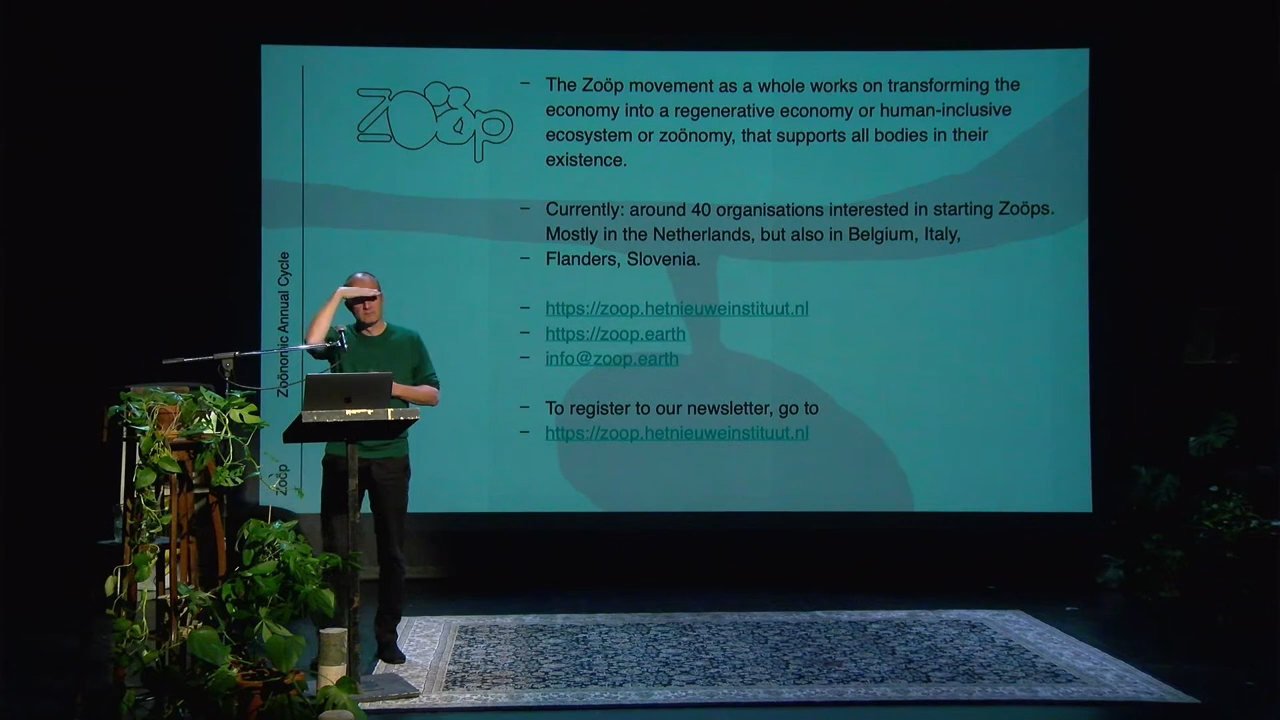 Zoöp
– The Zoöp movement as a whole works on transforming the
economy into a regenerative economy or human-inclusive
ecosystem or zoönomy, that supports all bodies in their
existence.
– Currently: around 40 organisations interested in starting Zoöps.
Mostly in the Netherlands, but also in Belgium, Italy,
– Flanders, Slovenia.
– https://zoop.hetnieuweinstituut.nl
– https://zoop.earth
– info@zoop.earth
– To register to our newsletter, go to
– https://zoop.hetnieuweinstituut.nl
Zoöp
Zoönomic Annual Cycle